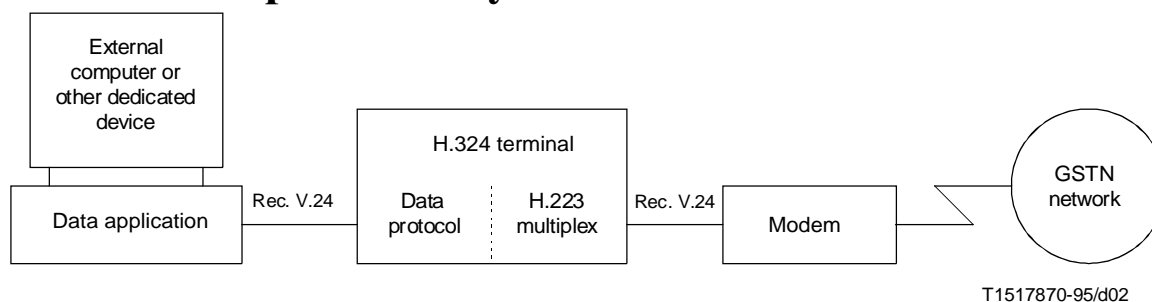 External
computer or
other dedicated
device
Data application
Rec. V.24
H.324 terminal
Data
protocol
H.223
multiplex
Rec. V.24
Modem
GSTN
network
T1517870-95/d02